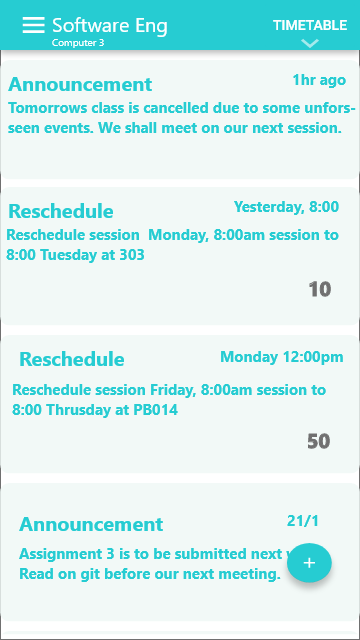 Software Eng
TIMETABLE
Computer 3
Announcement
1hr ago
Tomorrows class is cancelled due to some unfors-
seen events. We shall meet on our next session.
Reschedule
Yesterday, 8:00
Reschedule session Monday, 8:00am session to
8:00 Tuesday at 303
10
Reschedule
Monday 12:00pm
Reschedule session Friday, 8:00am session to
8:00 Thrusday at PB014
50
Announcement
21/1
Assignment 3 is to be submitted next
Read on git before our next meeting.
+